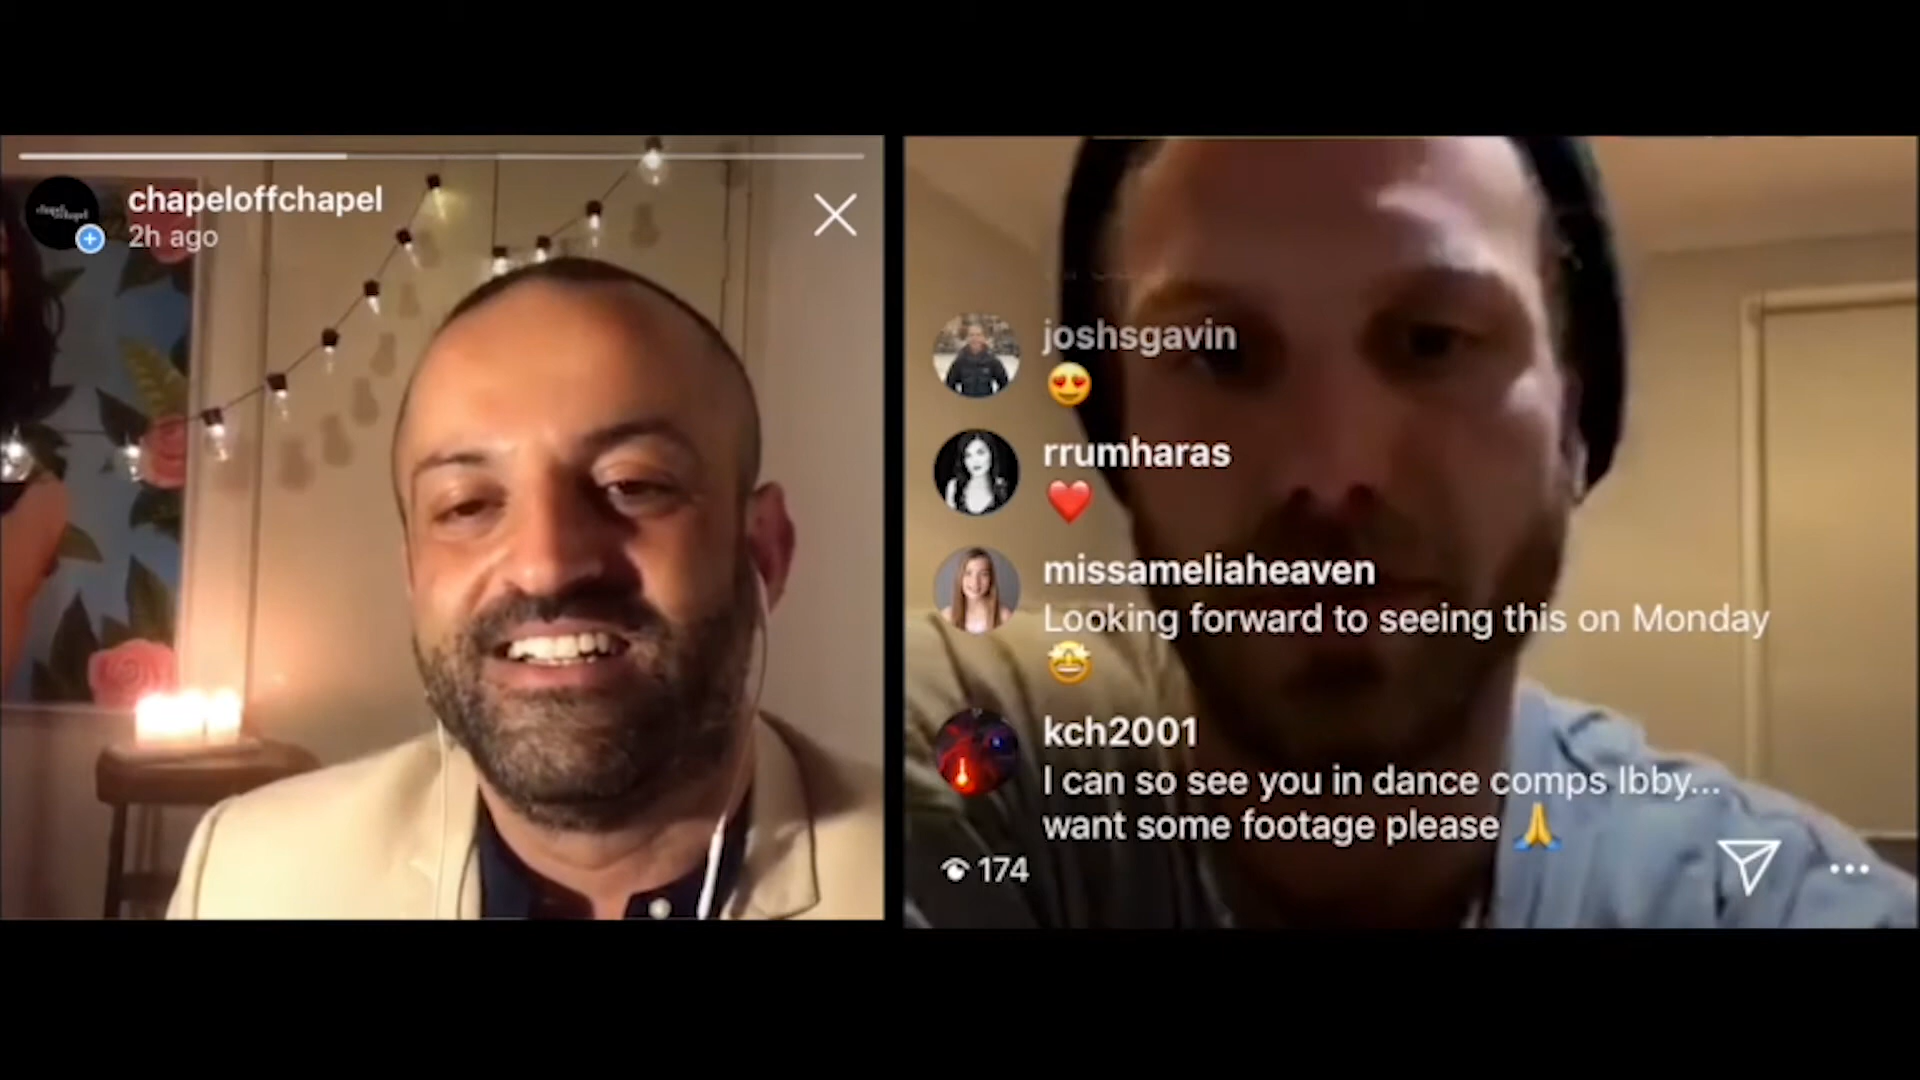 chapeloffchapel
2h ago
joshsgavin
😍
rrumharas
❤️
missameliaheaven
Looking forward to seeing this on Monday
🤩
kch2001
I can so see you in dance comps Ibby...
want some footage please 🙏
174